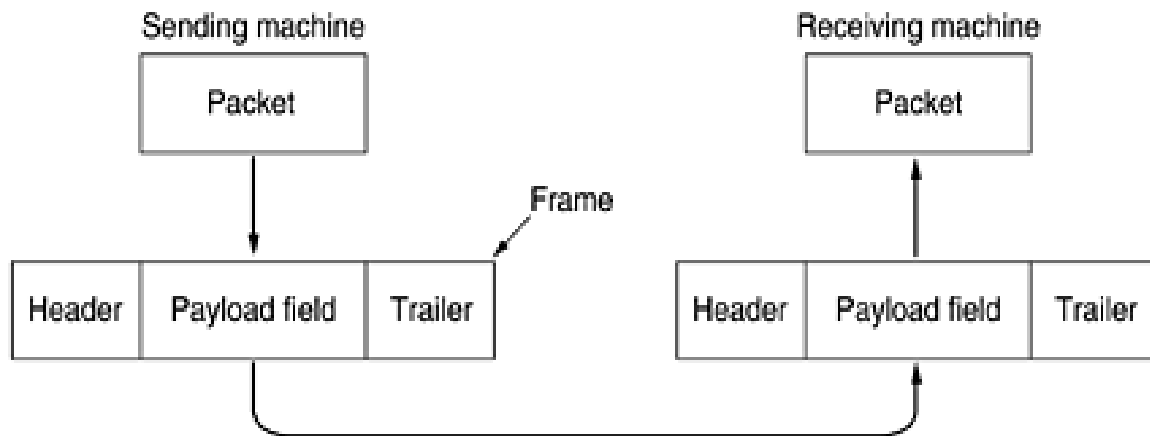 Sending machine
Receiving machine
Packet
Packet
Frame
Header
Payload field
Trailer
Header
Payload field
Trailer